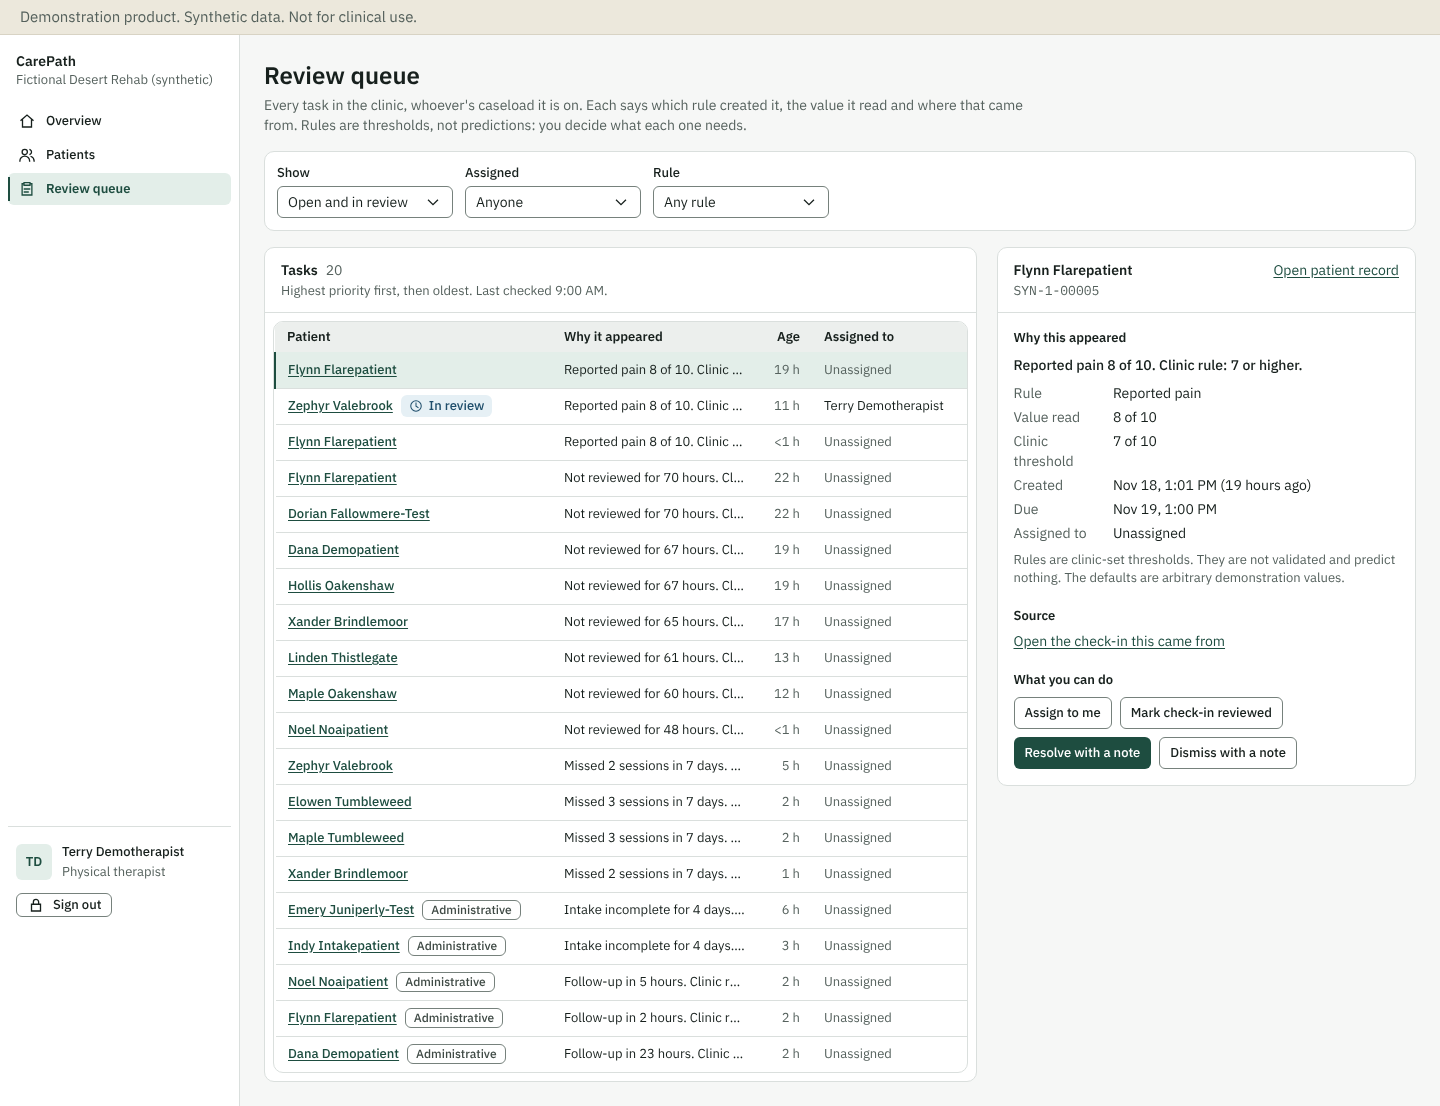 Demonstration product. Synthetic data. Not for clinical use.
CarePath
Fictional Desert Rehab (synthetic)
Overview
Patients
Review queue
Terry Demotherapist
TD
Physical therapist
Sign out
Review queue
Every task in the clinic, whoever's caseload it is on. Each says which rule created it, the value it read and where that came
from. Rules are thresholds, not predictions: you decide what each one needs.
Show Assigned Rule
Open and in review Anyone Any rule
Tasks 20
Highest priority first, then oldest. Last checked 9:00 AM.
Patient Why it appeared Age Assigned to
Flynn Flarepatient Reported pain 8 of 10. Clinic ... 19 h Unassigned
Zephyr Valebrook In review Reported pain 8 of 10. Clinic ... 11 h Terry Demotherapist
Flynn Flarepatient Reported pain 8 of 10. Clinic ... <1 h Unassigned
Flynn Flarepatient Not reviewed for 70 hours. Cl... 22 h Unassigned
Dorian Fallowmere-Test Not reviewed for 70 hours. Cl... 22 h Unassigned
Dana Demopatient Not reviewed for 67 hours. Cl... 19 h Unassigned
Hollis Oakenshaw Not reviewed for 67 hours. Cl... 19 h Unassigned
Xander Brindlemoor Not reviewed for 65 hours. Cl... 17 h Unassigned
Linden Thistlegate Not reviewed for 61 hours. Cl... 13 h Unassigned
Maple Oakenshaw Not reviewed for 60 hours. Cl... 12 h Unassigned
Noel Noaipatient Not reviewed for 48 hours. Cl... <1 h Unassigned
Zephyr Valebrook Missed 2 sessions in 7 days. ... 5 h Unassigned
Elowen Tumbleweed Missed 3 sessions in 7 days. ... 2 h Unassigned
Maple Tumbleweed Missed 3 sessions in 7 days. ... 2 h Unassigned
Xander Brindlemoor Missed 2 sessions in 7 days. ... 1 h Unassigned
Emery Juniperly-Test Administrative Intake incomplete for 4 days.... 6 h Unassigned
Indy Intakepatient Administrative Intake incomplete for 4 days.... 3 h Unassigned
Noel Noaipatient Administrative Follow-up in 5 hours. Clinic r... 2 h Unassigned
Flynn Flarepatient Administrative Follow-up in 2 hours. Clinic r... 2 h Unassigned
Dana Demopatient Administrative Follow-up in 23 hours. Clinic ... 2 h Unassigned
Flynn Flarepatient Open patient record
SYN-1-00005
Why this appeared
Reported pain 8 of 10. Clinic rule: 7 or higher.
Rule Reported pain
Value read 8 of 10
Clinic 7 of 10
threshold
Created Nov 18, 1:01 PM (19 hours ago)
Due Nov 19, 1:00 PM
Assigned to Unassigned
Rules are clinic-set thresholds. They are not validated and predict
nothing. The defaults are arbitrary demonstration values.
Source
Open the check-in this came from
What you can do
Assign to me Mark check-in reviewed
Resolve with a note Dismiss with a note